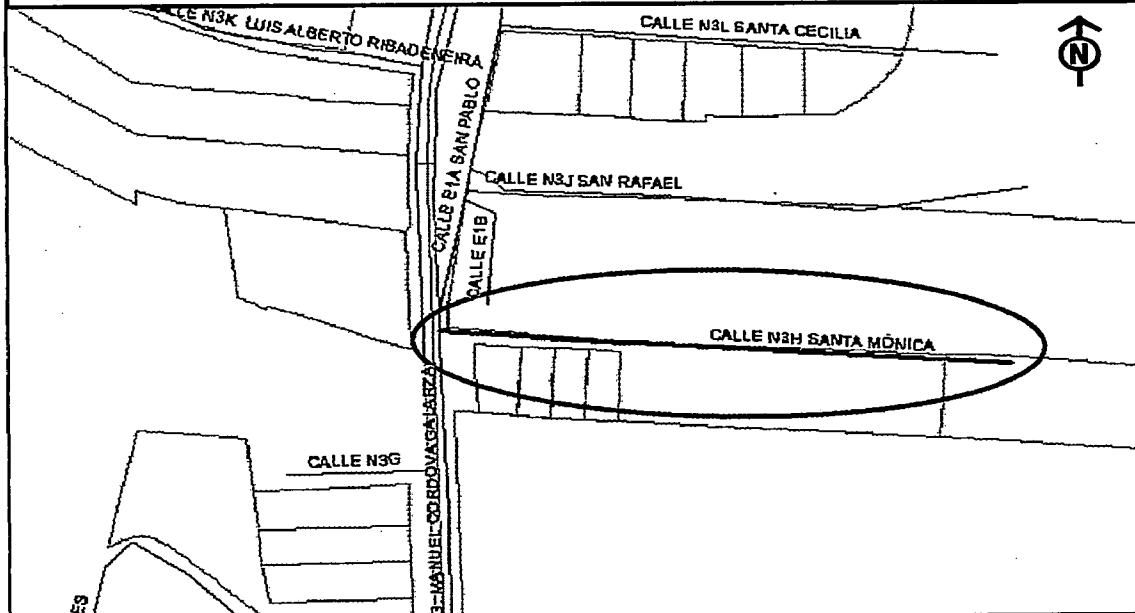 CALLE N3K LUIS ALBERTO RIBADENEIRA
CALLE N3L SANTA CECILIA
N
CALLE E1A SAN PABLO
CALLE N3J SAN RAFAEL
CALLE E1B
CALLE N3H SANTA MÓNICA
CALLE N3G
MANUEL CORDOVA GALARZA